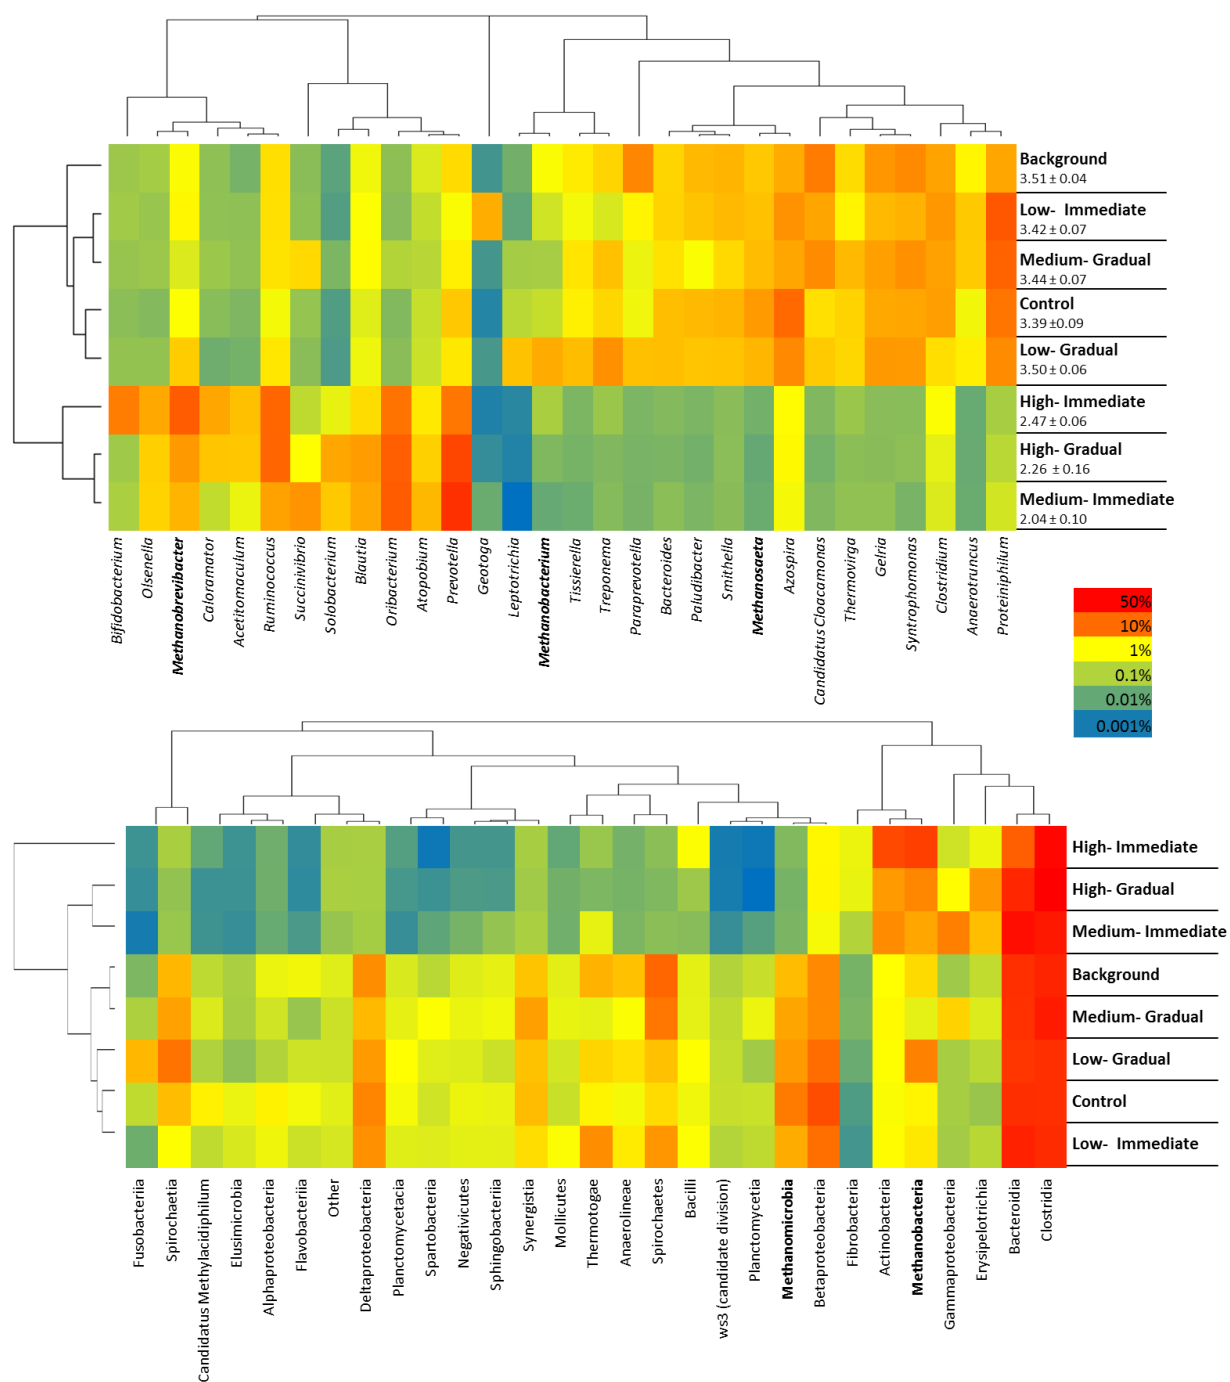 Background
3.51 ± 0.04
Low- Immediate
3.42 ± 0.07
Medium- Gradual
3.44 ± 0.07
Control
3.39 ±0.09
Low- Gradual
3.50 ± 0.06
High- Immediate
2.47 ± 0.06
High- Gradual
2.26 ± 0.16
Medium- Immediate
2.04 ± 0.10
Bifidobacterium
Olsenella
Methanobrevibacter
Caloramator
Acetitomaculum
Ruminococcus
Succinivibrio
Solobacterium
Blautia
Oribacterium
Atopobium
Prevotella
Geotoga
Leptotrichia
Methanobacterium
Tissierella
Treponema
Paraprevotella
Bacteroides
Paludibacter
Smithella
Methanosaeta
Azospira
Candidatus Cloacamonas
Thermovirga
Gelria
Syntrophomonas
Clostridium
Anaerotruncus
Proteiniphilum
50%
10%
1%
0.1%
0.01%
0.001%
High- Immediate
High- Gradual
Medium- Immediate
Background
Medium- Gradual
Low- Gradual
Control
Low- Immediate
Fusobacteriia
Spirochaetia
Candidatus Methylacidiphilum
Elusimicrobia
Alphaproteobacteria
Flavobacteriia
Other
Deltaproteobacteria
Planctomycetacia
Spartobacteria
Negativicutes
Sphingobacteriia
Synergistia
Mollicutes
Thermotogae
Anaerolineae
Spirochaetes
Bacilli
ws3 (candidate division)
Planctomycetia
Methanomicrobia
Betaproteobacteria
Fibrobacteria
Actinobacteria
Methanobacteria
Gammaproteobacteria
Erysipelotrichia
Bacteroidia
Clostridia